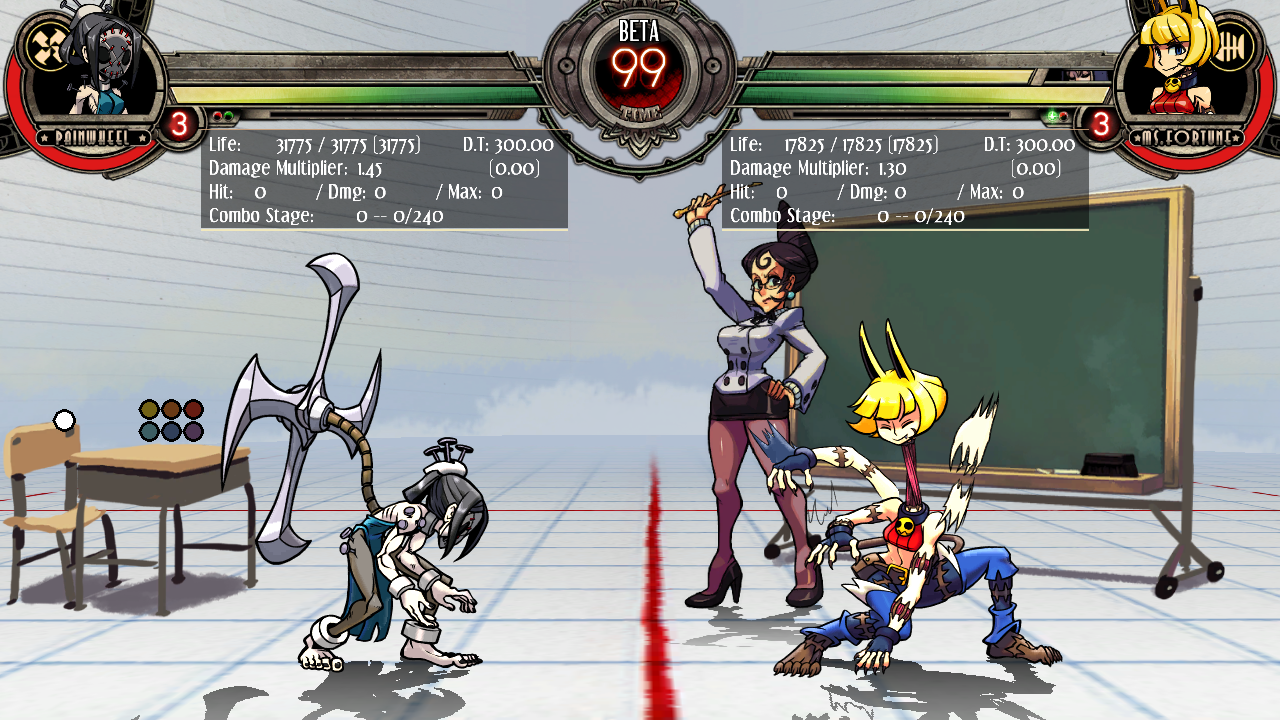 BETA
99
TIME
PAINWHEEL
3
3
MS. FORTUNE
Life: 31775 / 31775 (31775) D.T: 300.00
Damage Multiplier: 1.45 (0.00)
Hit: 0 / Dmg: 0 / Max: 0
Combo Stage: 0 -- 0/240
Life: 17825 / 17825 (17825) D.T: 300.00
Damage Multiplier: 1.30 (0.00)
Hit: 0 / Dmg: 0 / Max: 0
Combo Stage: 0 -- 0/240